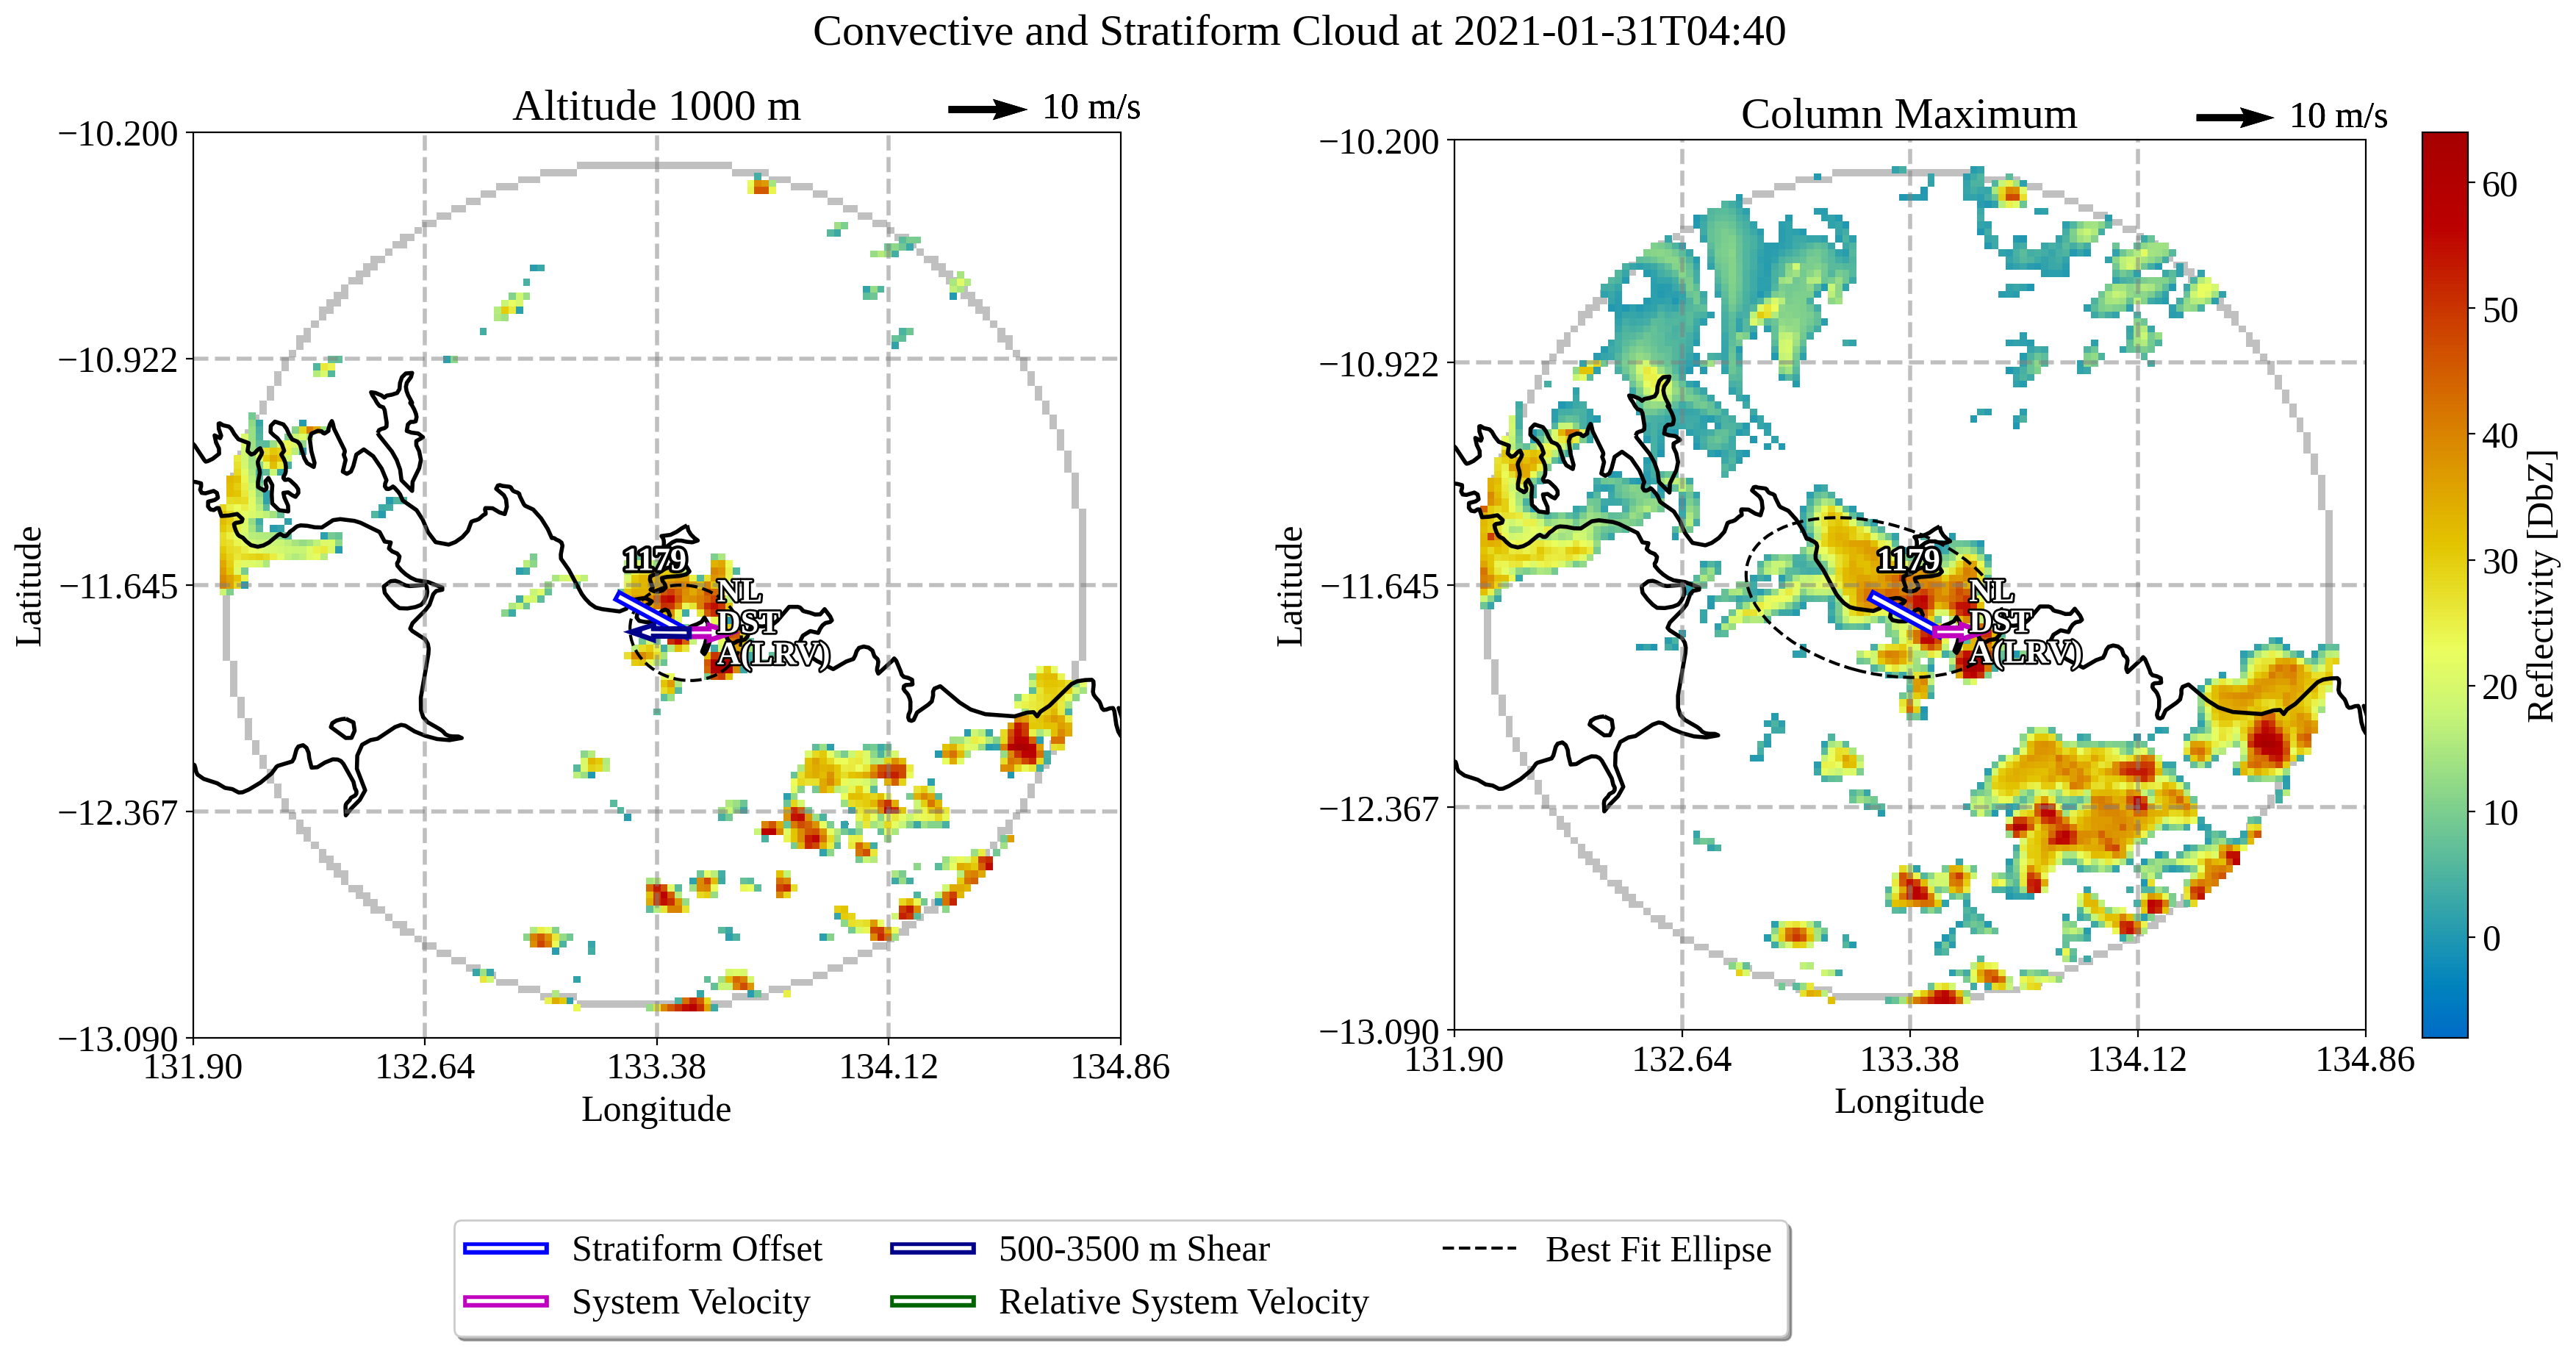 Convective and Stratiform Cloud at 2021-01-31T04:40
Altitude 1000 m
10 m/s
−10.200
−10.922
−11.645
−12.367
−13.090
131.90
132.64
133.38
134.12
134.86
Latitude
Longitude
1179
NL
DST
A(LRV)
Column Maximum
10 m/s
−10.200
−10.922
−11.645
−12.367
−13.090
131.90
132.64
133.38
134.12
134.86
Latitude
Longitude
1179
NL
DST
A(LRV)
60
50
40
30
20
10
0
Reflectivity [DbZ]
Stratiform Offset
System Velocity
500-3500 m Shear
Relative System Velocity
Best Fit Ellipse